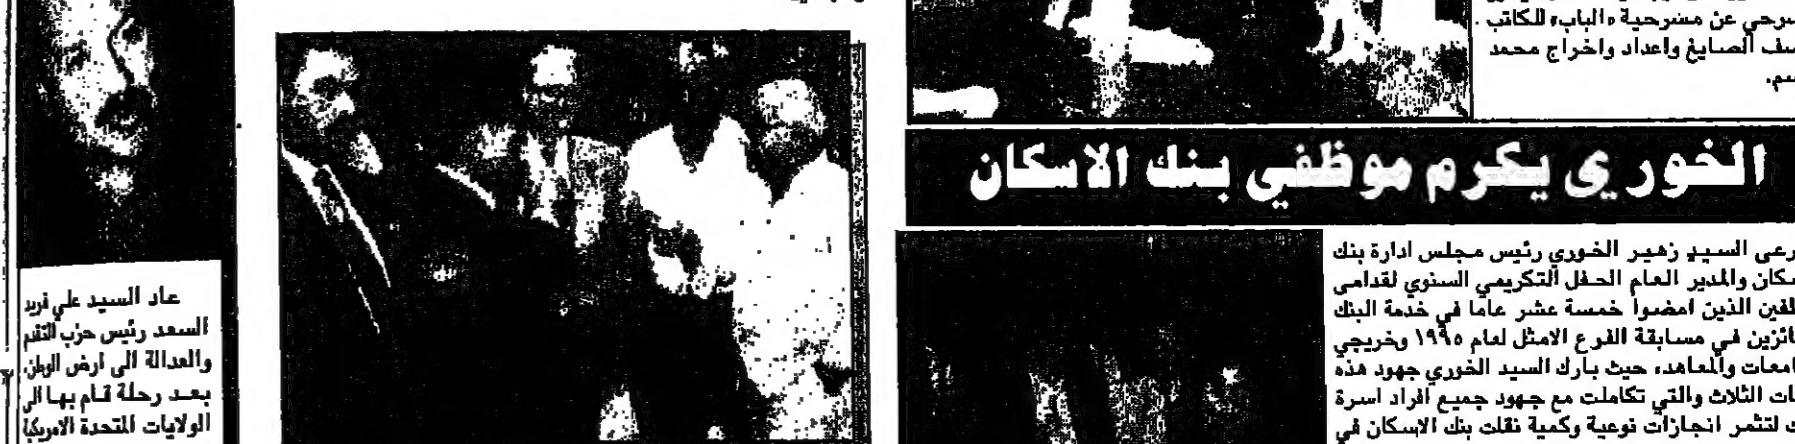 سرحي عن مسرحية «الباب» للكاتب
سف الصايغ واعداد واخراج محمد
سم.
الخوري يكرم موظفي بنك الاسكان
رعى السيد زهير الخوري رئيس مجلس ادارة بنك
سكان والمدير العام الحفل التكريمي السنوي لقدامى
ظفين الذين امضوا خمسة عشر عاما في خدمة البنك
ائزين في مسابقة الفرع الامثل لعام ١٩٩٥ وخريجي
امعات والمعاهد، حيث بارك السيد الخوري جهود هذه
ات الثلاث والتي تكاملت مع جهود جميع افراد اسرة
ك لتثمر انجازات نوعية وكمية نقلت بنك الاسكان في
عاد السيد علي فريد
السعد رئيس حزب التقدم
والعدالة الى ارض الوطن،
بعد رحلة قام بها الى
الولايات المتحدة الامريكية